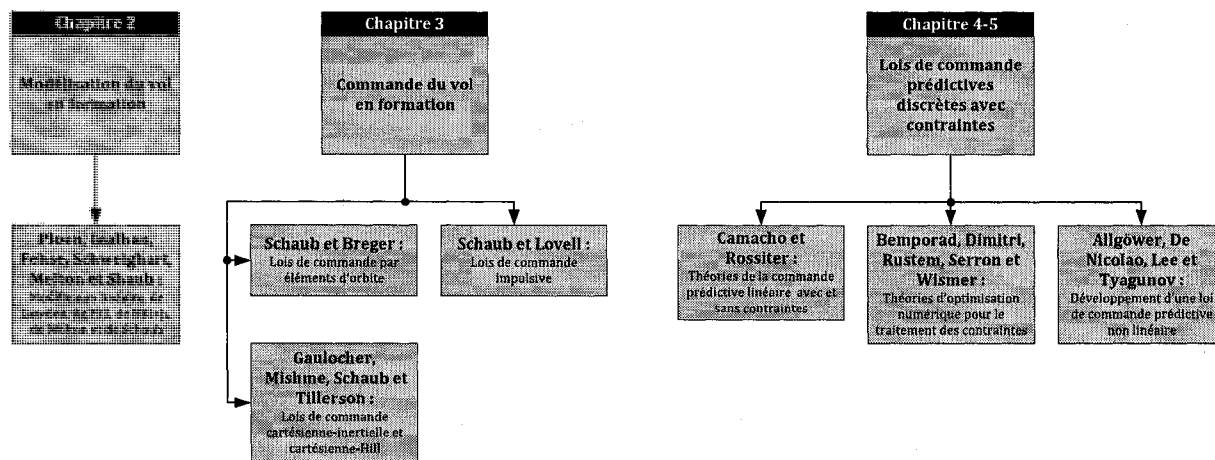 Chapitre 2
Modélisation du vol
en formation
Schweighart,
Chapitre 3
Commande du vol
en formation
Schaub et Breger :
Lois de commande par
éléments d'orbite
Schaub et Lovell :
Lois de commande
impulsive
Gaulocher,
Mishme, Schaub et
Tillerson :
Lois de commande
cartésienne-inertielle et
cartésienne-Hill
Chapitre 4-5
Lois de commande
prédictives
discrètes avec
contraintes
Camacho et
Rossiter :
Théories de la commande
prédictive linéaire avec et
sans contraintes
Bemporad, Dimitri,
Rustem, Serron et
Wismer :
Théories d'optimisation
numérique pour le
traitement des contraintes
Allgöwer, De
Nicolao, Lee et
Tyagunov :
Développement d'une loi
de commande prédictive
non linéaire